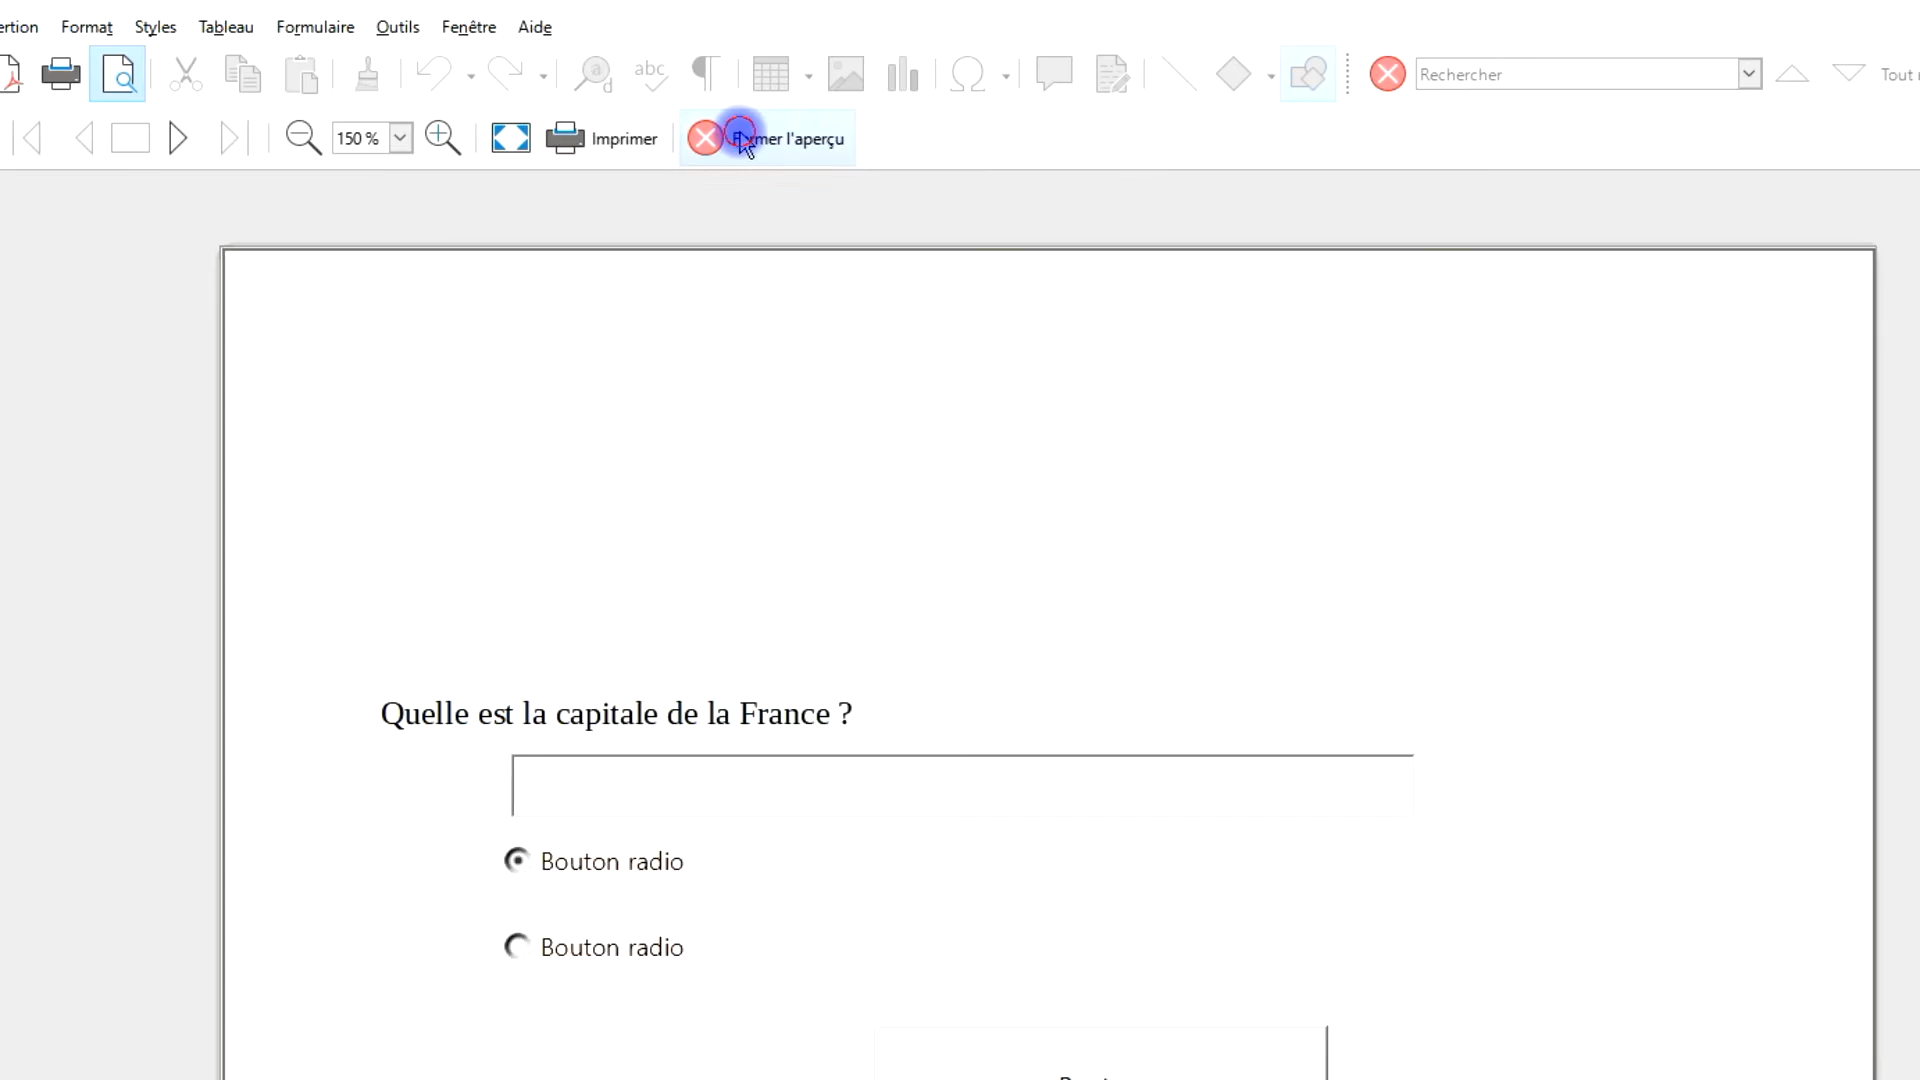 ertion Format Styles Tableau Formulaire Outils Fenêtre Aide
abc Rechercher Tout
150 % Imprimer l'aperçu
Quelle est la capitale de la France ?
Bouton radio
Bouton radio